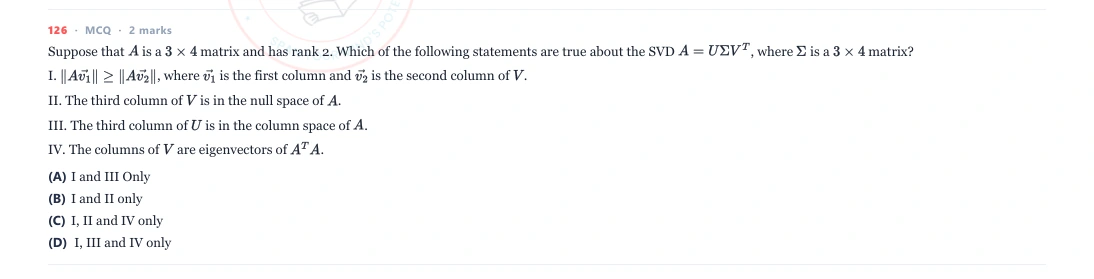 126 · MCQ · 2 marks
Suppose that A is a 3 × 4 matrix and has rank 2. Which of the following statements are true about the SVD A = UΣV^T, where Σ is a 3 × 4 matrix?
I. ‖Av⃗₁‖ ≥ ‖Av⃗₂‖, where v⃗₁ is the first column and v⃗₂ is the second column of V.
II. The third column of V is in the null space of A.
III. The third column of U is in the column space of A.
IV. The columns of V are eigenvectors of A^T A.
(A) I and III Only
(B) I and II only
(C) I, II and IV only
(D) I, III and IV only